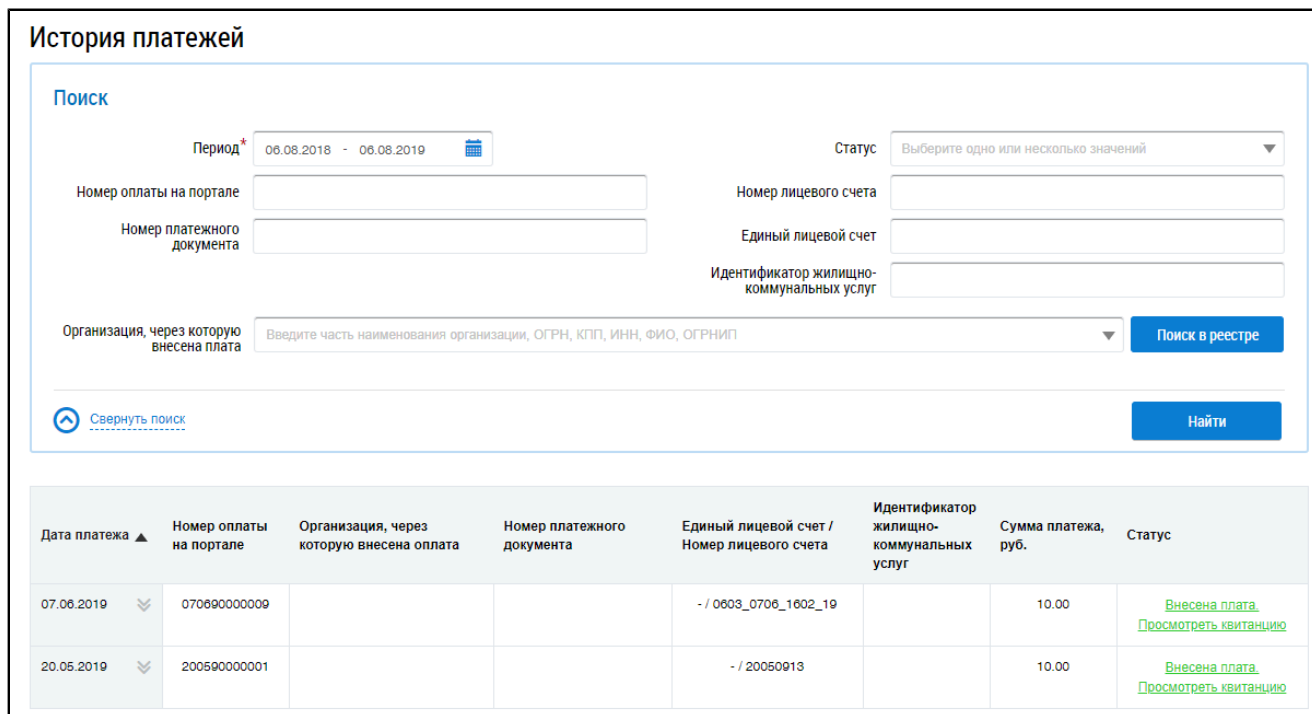 История платежей
Поиск
Период*
06.08.2018 - 06.08.2019
Статус
Выберите одно или несколько значений
Номер оплаты на портале
Номер лицевого счета
Номер платежного
документа
Единый лицевой счет
Идентификатор жилищно-
коммунальных услуг
Организация, через которую
внесена плата
Введите часть наименования организации, ОГРН, КПП, ИНН, ФИО, ОГРНИП
Поиск в реестре
Свернуть поиск
Найти
Дата платежа
Номер оплаты
на портале
Организация, через
которую внесена оплата
Номер платежного
документа
Единый лицевой счет /
Номер лицевого счета
Идентификатор
жилищно-
коммунальных
услуг
Сумма платежа,
руб.
Статус
07.06.2019
070690000009
- / 0603_0706_1602_19
10.00
Внесена плата.
Просмотреть квитанцию
20.05.2019
200590000001
- / 20050913
10.00
Внесена плата.
Просмотреть квитанцию